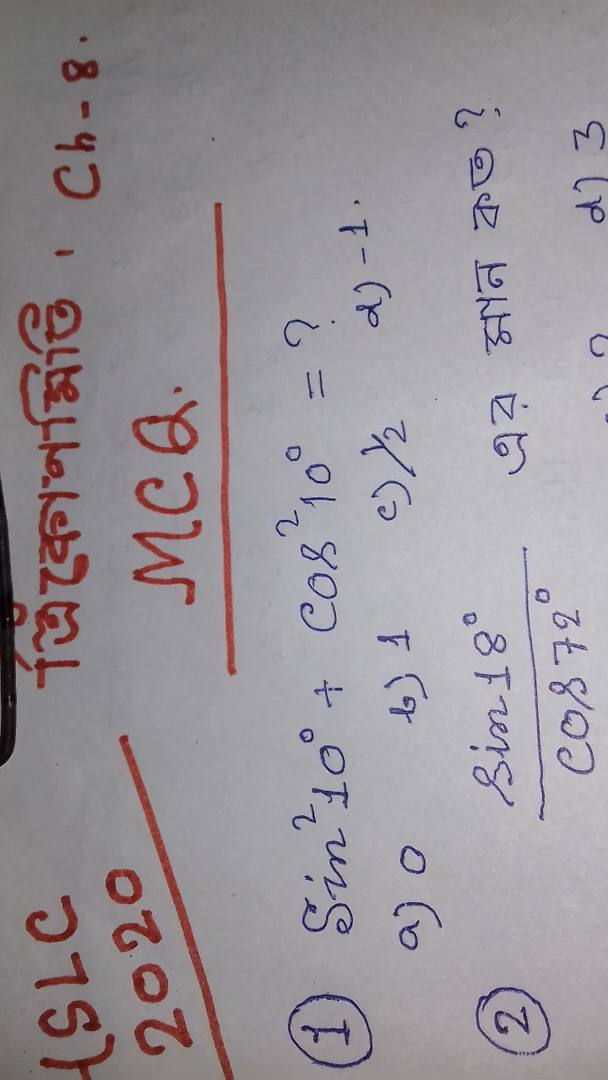 (SLC
2020
ত্রিকোণমিতি, Ch-8.
MCQ.
① Sin²10° + cos²10° = ?
a) 0 b) 1 c) ½ d) -1.
② Sin18° / cos72° এর মান কত?
d) 3